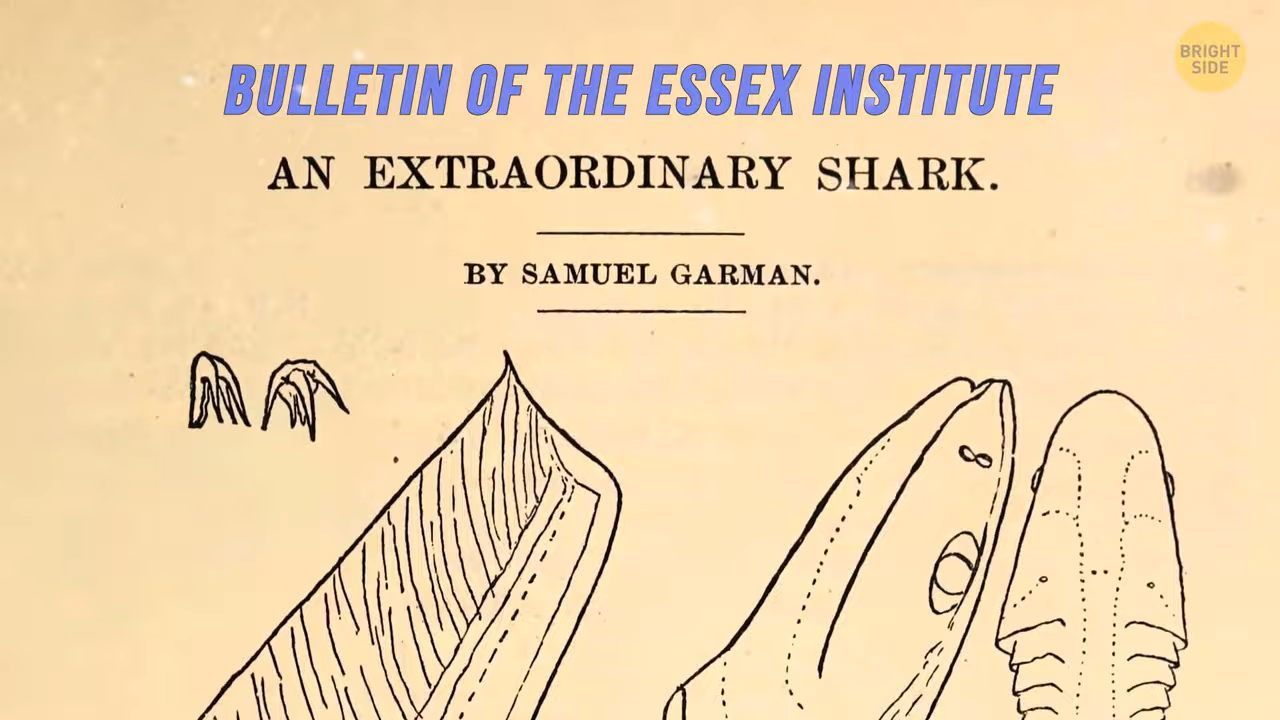 BRIGHT
SIDE
BULLETIN OF THE ESSEX INSTITUTE
AN EXTRAORDINARY SHARK.
BY SAMUEL GARMAN.